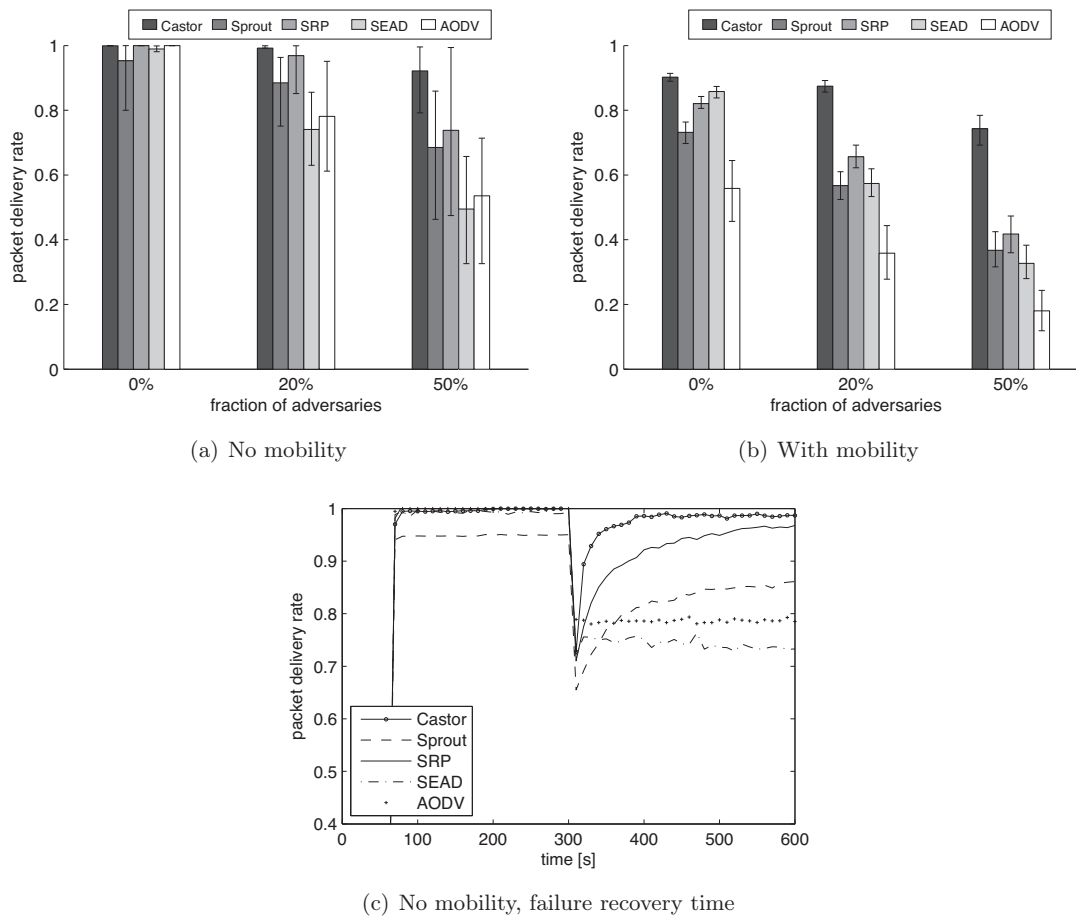 Castor Sprout SRP SEAD AODV
1
0.8
0.6
0.4
0.2
0
packet delivery rate
0% 20% 50%
fraction of adversaries
(a) No mobility
Castor Sprout SRP SEAD AODV
1
0.8
0.6
0.4
0.2
0
packet delivery rate
0% 20% 50%
fraction of adversaries
(b) With mobility
1
0.9
0.8
0.7
0.6
0.5
0.4
packet delivery rate
Castor
Sprout
SRP
SEAD
AODV
0 100 200 300 400 500 600
time [s]
(c) No mobility, failure recovery time